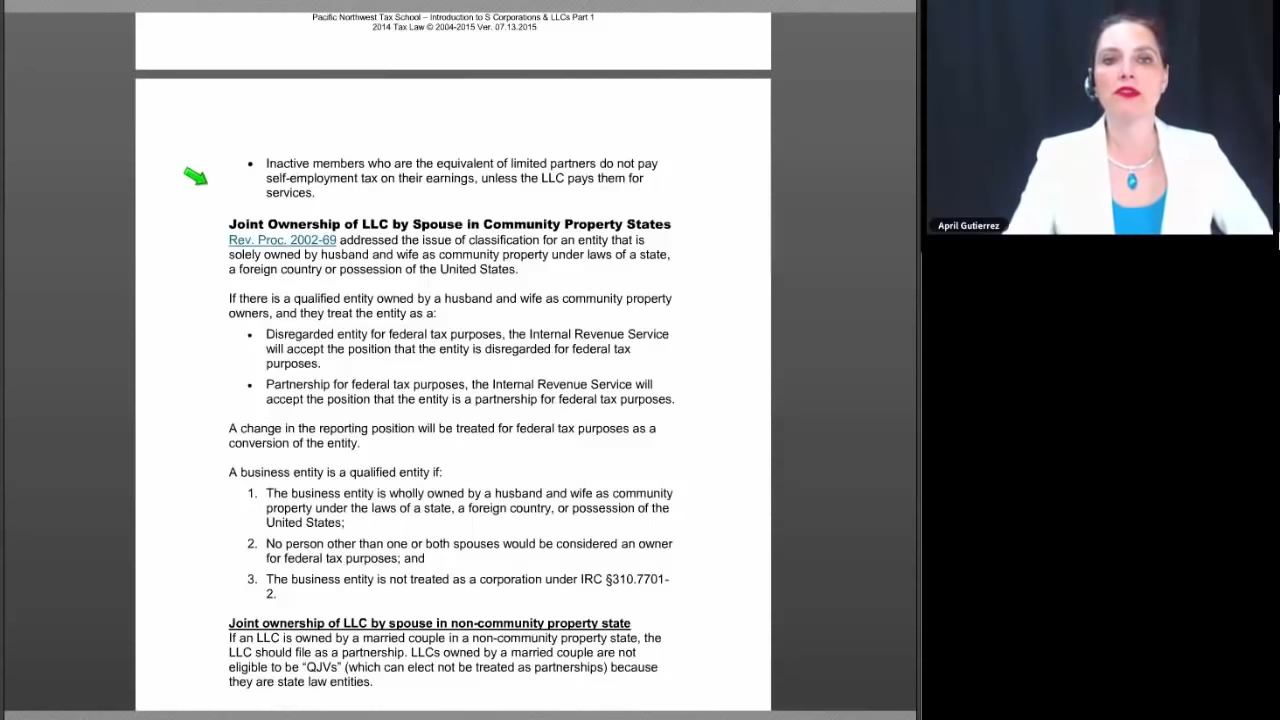 Pacific Northwest Tax School – Introduction to S Corporations & LLCs Part 1
2014 Tax Law © 2004-2015 Ver. 07.13.2015
• Inactive members who are the equivalent of limited partners do not pay
self-employment tax on their earnings, unless the LLC pays them for
services.
Joint Ownership of LLC by Spouse in Community Property States
Rev. Proc. 2002-69 addressed the issue of classification for an entity that is
solely owned by husband and wife as community property under laws of a state,
a foreign country or possession of the United States.
If there is a qualified entity owned by a husband and wife as community property
owners, and they treat the entity as a:
• Disregarded entity for federal tax purposes, the Internal Revenue Service
will accept the position that the entity is disregarded for federal tax
purposes.
• Partnership for federal tax purposes, the Internal Revenue Service will
accept the position that the entity is a partnership for federal tax purposes.
A change in the reporting position will be treated for federal tax purposes as a
conversion of the entity.
A business entity is a qualified entity if:
1. The business entity is wholly owned by a husband and wife as community
property under the laws of a state, a foreign country, or possession of the
United States;
2. No person other than one or both spouses would be considered an owner
for federal tax purposes; and
3. The business entity is not treated as a corporation under IRC §310.7701-
2.
Joint ownership of LLC by spouse in non-community property state
If an LLC is owned by a married couple in a non-community property state, the
LLC should file as a partnership. LLCs owned by a married couple are not
eligible to be “QJVs” (which can elect not be treated as partnerships) because
they are state law entities.
April Gutierrez